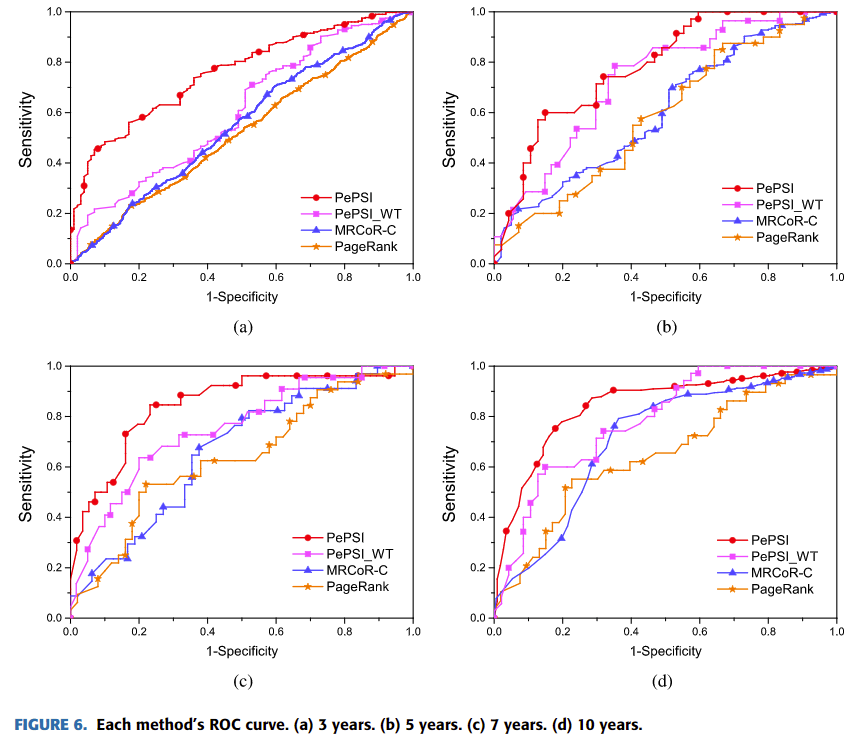 1.0
0.8
0.6
0.4
0.2
0.0
Sensitivity
PePSI
PePSI_WT
MRCoR-C
PageRank
0.0 0.2 0.4 0.6 0.8 1.0
1-Specificity
(a)
1.0
0.8
0.6
0.4
0.2
0.0
Sensitivity
PePSI
PePSI_WT
MRCoR-C
PageRank
0.0 0.2 0.4 0.6 0.8 1.0
1-Specificity
(b)
1.0
0.8
0.6
0.4
0.2
0.0
Sensitivity
PePSI
PePSI_WT
MRCoR-C
PageRank
0.0 0.2 0.4 0.6 0.8 1.0
1-Specificity
(c)
1.0
0.8
0.6
0.4
0.2
0.0
Sensitivity
PePSI
PePSI_WT
MRCoR-C
PageRank
0.0 0.2 0.4 0.6 0.8 1.0
1-Specificity
(d)
FIGURE 6. Each method's ROC curve. (a) 3 years. (b) 5 years. (c) 7 years. (d) 10 years.